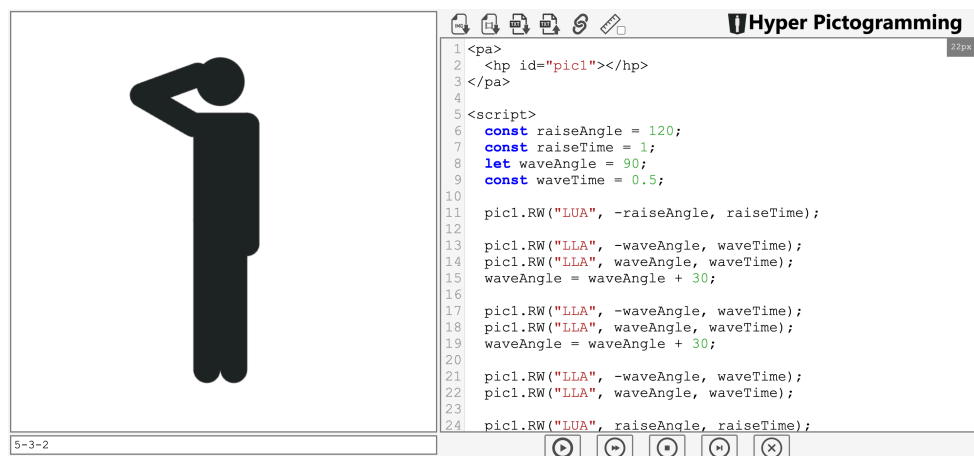 IMG TXT TXT Hyper Pictogramming
22px
1 <pa>
2   <hp id="pic1"></hp>
3 </pa>
4
5 <script>
6   const raiseAngle = 120;
7   const raiseTime = 1;
8   let waveAngle = 90;
9   const waveTime = 0.5;
10
11   pic1.RW("LUA", -raiseAngle, raiseTime);
12
13   pic1.RW("LLA", -waveAngle, waveTime);
14   pic1.RW("LLA", waveAngle, waveTime);
15   waveAngle = waveAngle + 30;
16
17   pic1.RW("LLA", -waveAngle, waveTime);
18   pic1.RW("LLA", waveAngle, waveTime);
19   waveAngle = waveAngle + 30;
20
21   pic1.RW("LLA", -waveAngle, waveTime);
22   pic1.RW("LLA", waveAngle, waveTime);
23
24   pic1.RW("LUA", raiseAngle, raiseTime);
5-3-2